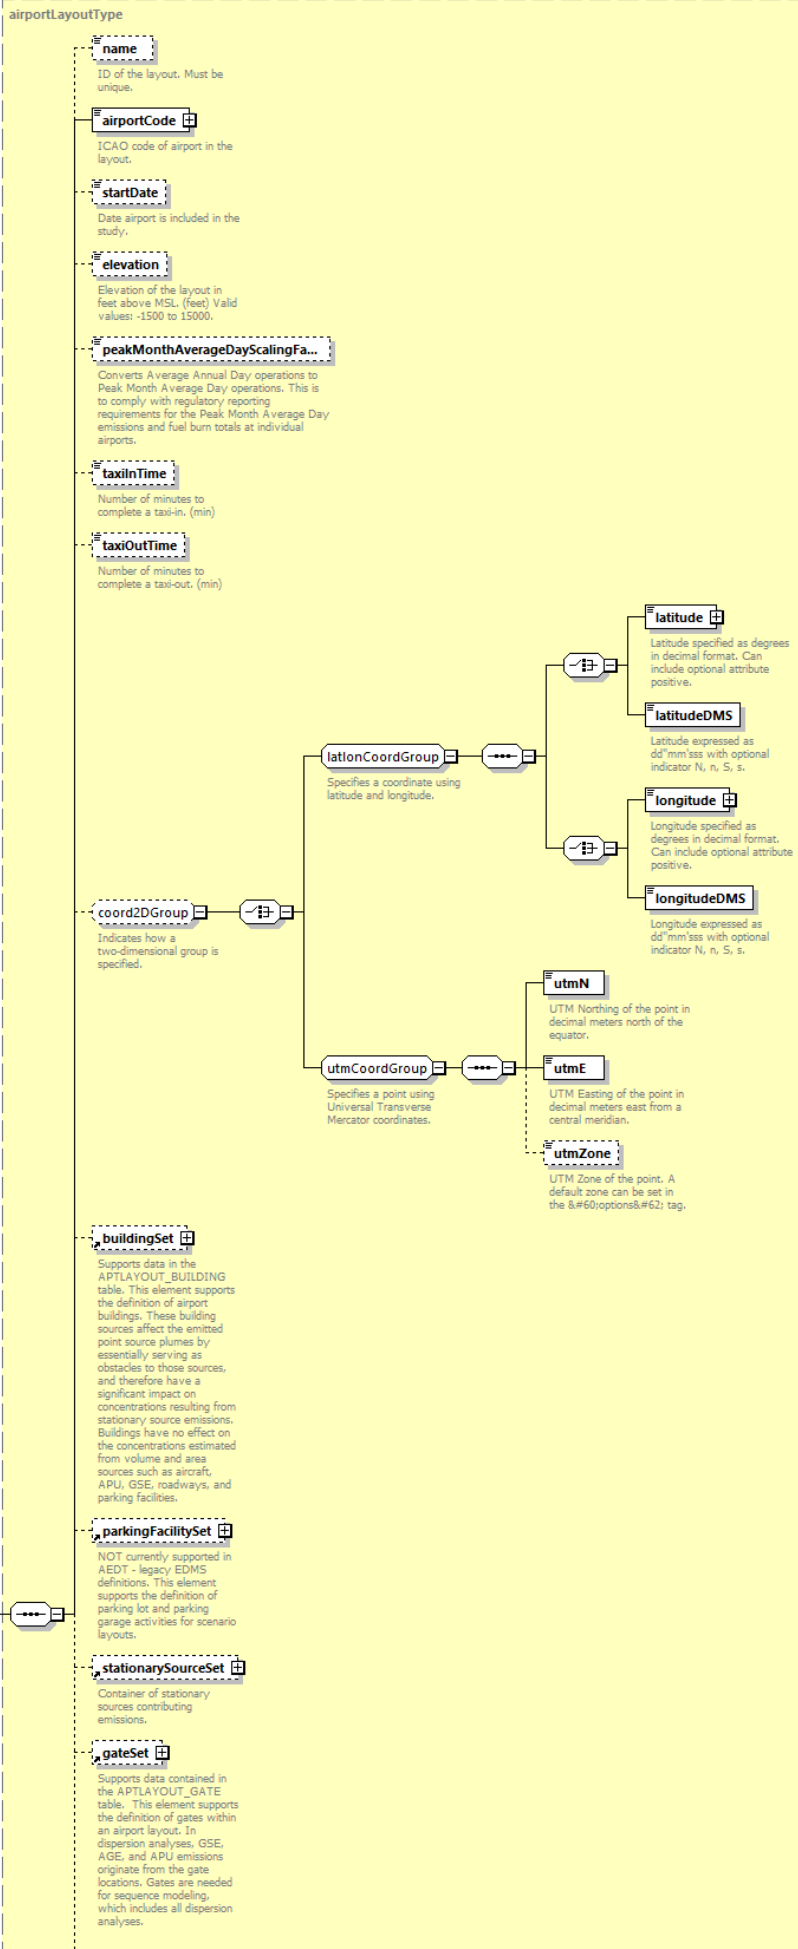 airportLayoutType
name
ID of the layout. Must be
unique.
airportCode
ICAO code of airport in the
layout.
startDate
Date airport is included in the
study.
elevation
Elevation of the layout in
feet above MSL. (feet) Valid
values: -1500 to 15000.
peakMonthAverageDayScalingFa...
Converts Average Annual Day operations to
Peak Month Average Day operations. This is
to comply with regulatory reporting
requirements for the Peak Month Average Day
emissions and fuel burn totals at individual
airports.
taxiInTime
Number of minutes to
complete a taxi-in. (min)
taxiOutTime
Number of minutes to
complete a taxi-out. (min)
latitude
Latitude specified as degrees
in decimal format. Can
include optional attribute
positive.
latitudeDMS
Latitude expressed as
dd"mm'sss with optional
indicator N, n, S, s.
latlonCoordGroup
Specifies a coordinate using
latitude and longitude.
longitude
Longitude specified as
degrees in decimal format.
Can include optional attribute
positive.
longitudeDMS
Longitude expressed as
dd"mm'sss with optional
indicator N, n, S, s.
coord2DGroup
Indicates how a
two-dimensional group is
specified.
utmN
UTM Northing of the point in
decimal meters north of the
equator.
utmCoordGroup
Specifies a point using
Universal Transverse
Mercator coordinates.
utmE
UTM Easting of the point in
decimal meters east from a
central meridian.
utmZone
UTM Zone of the point. A
default zone can be set in
the &#60;options&#62; tag.
buildingSet
Supports data in the
APTLAYOUT_BUILDING
table. This element supports
the definition of airport
buildings. These building
sources affect the emitted
point source plumes by
essentially serving as
obstacles to those sources,
and therefore have a
significant impact on
concentrations resulting from
stationary source emissions.
Buildings have no effect on
the concentrations estimated
from volume and area
sources such as aircraft,
APU, GSE, roadways, and
parking facilities.
parkingFacilitySet
NOT currently supported in
AEDT - legacy EDMS
definitions. This element
supports the definition of
parking lot and parking
garage activities for scenario
layouts.
stationarySourceSet
Container of stationary
sources contributing
emissions.
gateSet
Supports data contained in
the APTLAYOUT_GATE
table.  This element supports
the definition of gates within
an airport layout. In
dispersion analyses, GSE,
AGE, and APU emissions
originate from the gate
locations. Gates are needed
for sequence modeling,
which includes all dispersion
analyses.